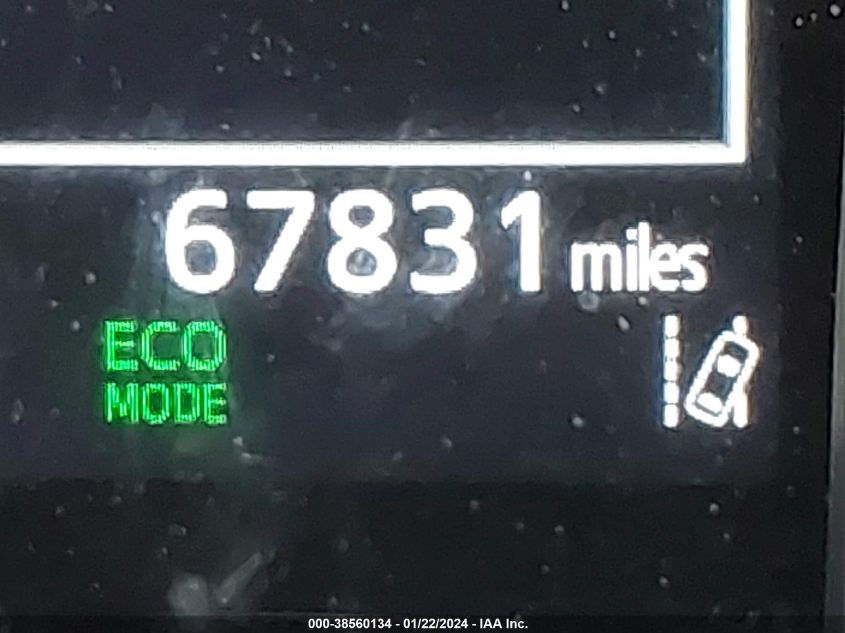 67831 miles
ECO
MODE
000-38560134 - 01/22/2024 - IAA Inc.